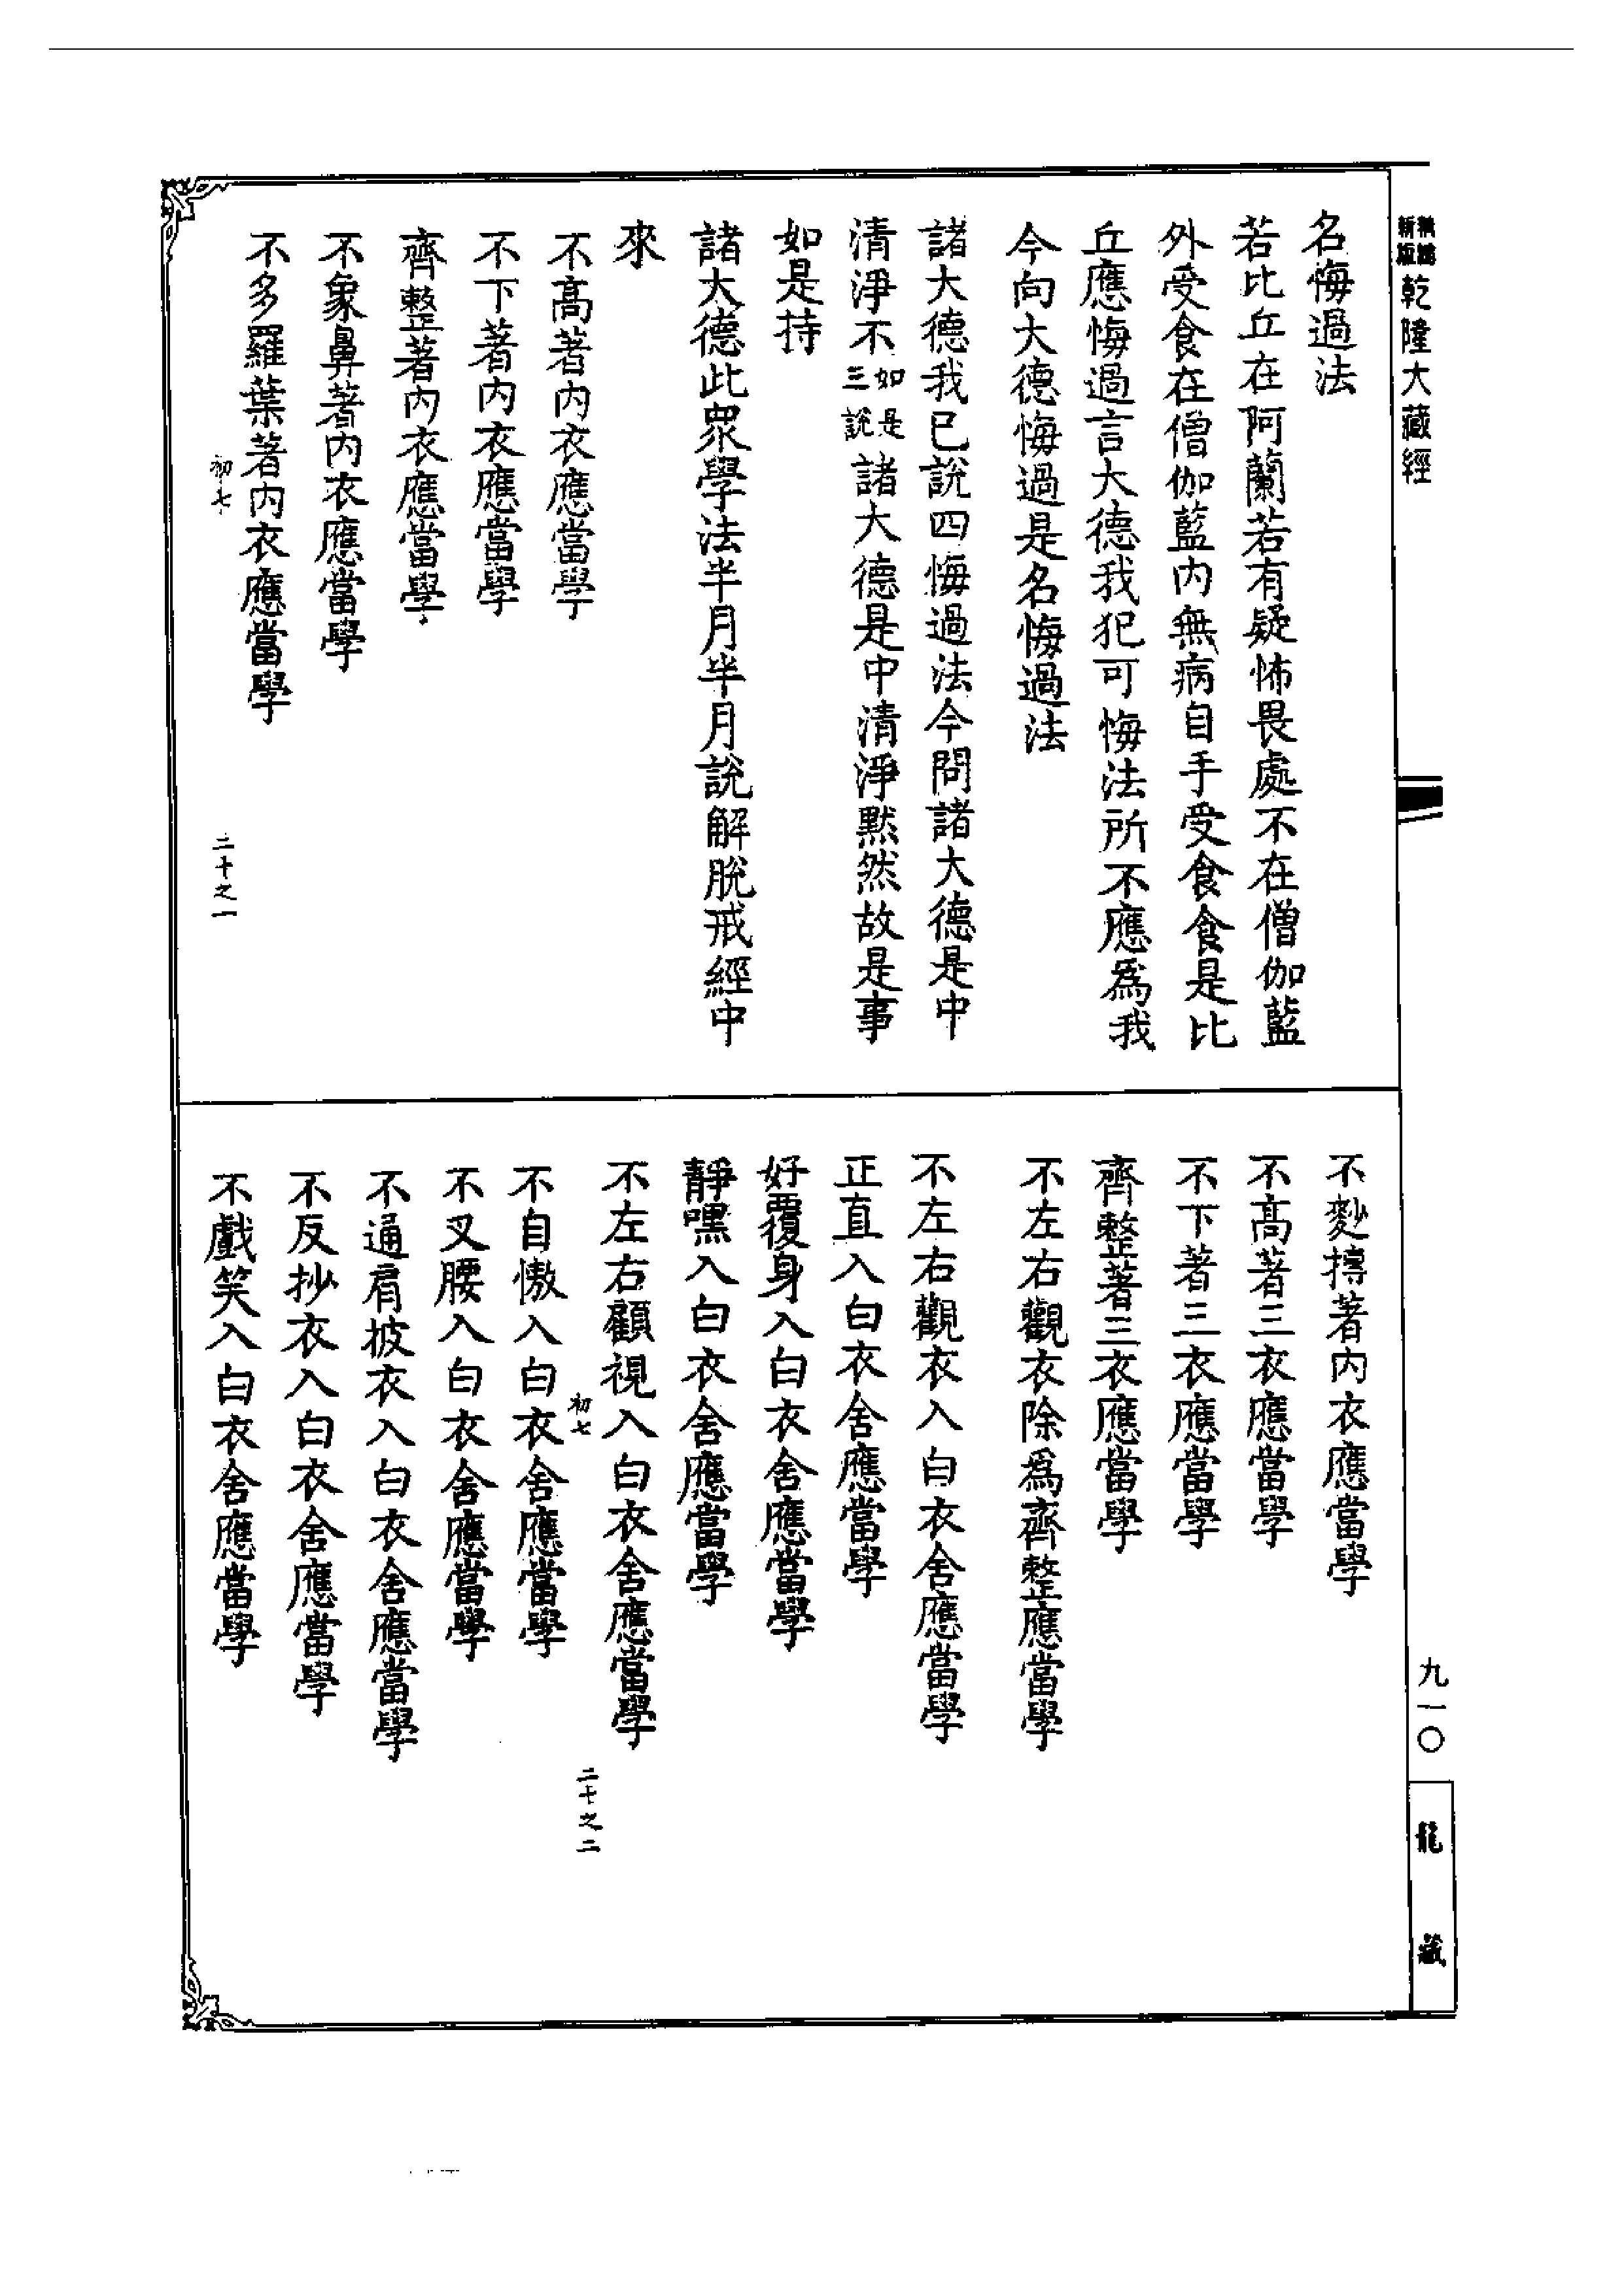 新版
乾隆大藏經
名悔過法
若比丘在阿蘭若有疑怖畏處不在僧伽藍
外受食在僧伽藍內無病自手受食食是比
丘應悔過言大德我犯可悔法所不應為我
今向大德悔過是名悔過法
諸大德我已說四悔過法今問諸大德是中
清淨不如是三說諸大德是中清淨默然故是事
如是持
諸大德此眾學法半月半月說解脫戒經中
來
不高著內衣應當學
不下著內衣應當學
齊整著內衣應當學
不象鼻著內衣應當學
不多羅葉著內衣應當學
初七
二十之一
不麨摶著內衣應當學
不高著三衣應當學
不下著三衣應當學
齊整著三衣應當學
不左右觀衣除為齊整應當學
不左右觀衣入白衣舍應當學
正直入白衣舍應當學
好覆身入白衣舍應當學
靜嘿入白衣舍應當學
不左右顧視入白衣舍應當學
初七
二十之二
不自慠入白衣舍應當學
不叉腰入白衣舍應當學
不通肩披衣入白衣舍應當學
不反抄衣入白衣舍應當學
不戲笑入白衣舍應當學
九一〇
龍藏